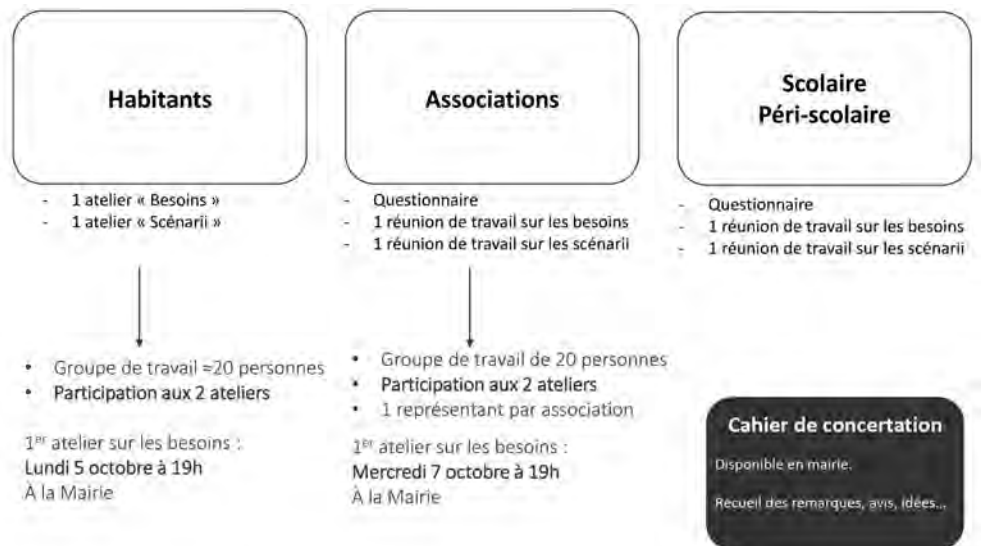 Habitants
- 1 atelier « Besoins »
- 1 atelier « Scénarii »
• Groupe de travail ≈20 personnes
• Participation aux 2 ateliers
1er atelier sur les besoins :
Lundi 5 octobre à 19h
À la Mairie
Associations
- Questionnaire
- 1 réunion de travail sur les besoins
- 1 réunion de travail sur les scénarii
• Groupe de travail de 20 personnes
• Participation aux 2 ateliers
• 1 représentant par association
1er atelier sur les besoins :
Mercredi 7 octobre à 19h
À la Mairie
Scolaire
Péri-scolaire
- Questionnaire
- 1 réunion de travail sur les besoins
- 1 réunion de travail sur les scénarii
Cahier de concertation
Disponible en mairie.
Recueil des remarques, avis, idées...